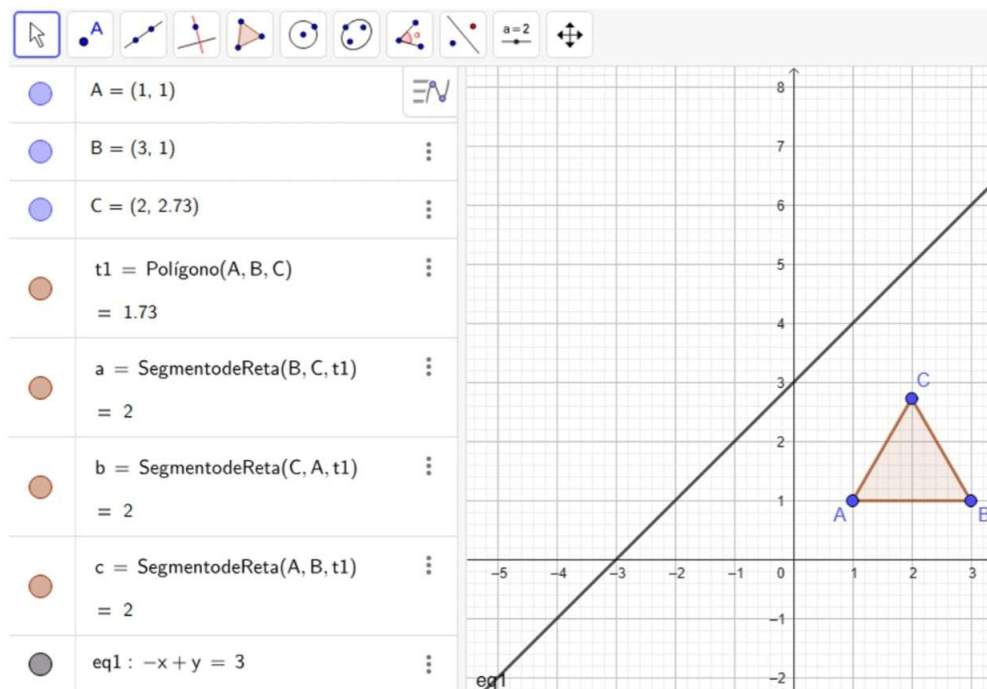 A
a=2
A = (1, 1)
B = (3, 1)
C = (2, 2.73)
t1 = Polígono(A, B, C)
= 1.73
a = SegmentodeReta(B, C, t1)
= 2
b = SegmentodeReta(C, A, t1)
= 2
c = SegmentodeReta(A, B, t1)
= 2
eq1 : −x + y = 3
8
7
6
5
4
3
C
2
1
A
B
−5 −4 −3 −2 −1 0 1 2 3
−1
−2
eq1